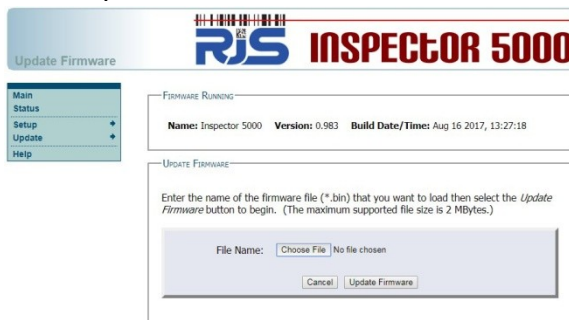 RJS INSPECTOR 5000
Update Firmware
Main
Status
Setup
Update
Help
Firmware Running
Name: Inspector 5000 Version: 0.983 Build Date/Time: Aug 16 2017, 13:27:18
Update Firmware
Enter the name of the firmware file (*.bin) that you want to load then select the Update
Firmware button to begin. (The maximum supported file size is 2 MBytes.)
File Name: Choose File No file chosen
Cancel Update Firmware